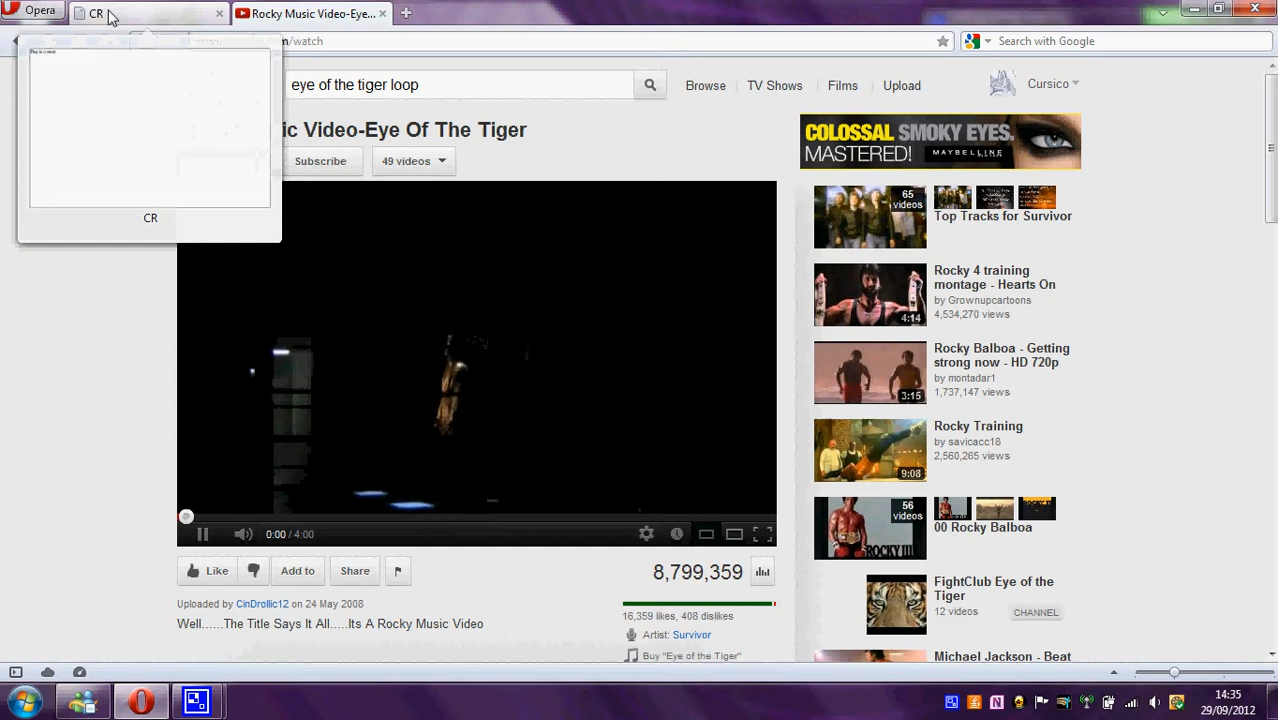 Opera
CR
Rocky Music Video-Eye...
/watch
Search with Google
CR
eye of the tiger loop
Browse
TV Shows
Films
Upload
Cursico
ic Video-Eye Of The Tiger
Subscribe
49 videos
COLOSSAL SMOKY EYES.
MASTERED!
MAYBELLINE
65
videos
Top Tracks for Survivor
Rocky 4 training
montage - Hearts On
by Grownupcartoons
4,534,270 views
4:14
Rocky Balboa - Getting
strong now - HD 720p
by montadar1
1,737,147 views
3:15
Rocky Training
by savicacc18
2,560,265 views
9:08
56
videos
ROCKY III
00 Rocky Balboa
FightClub Eye of the
Tiger
12 videos
CHANNEL
Michael Jackson - Beat
0:00 / 4:00
Like
Add to
Share
8,799,359
Uploaded by CinDrollic12 on 24 May 2008
Well......The Title Says It All.....Its A Rocky Music Video
16,359 likes, 408 dislikes
Artist: Survivor
Buy "Eye of the Tiger"
14:35
29/09/2012